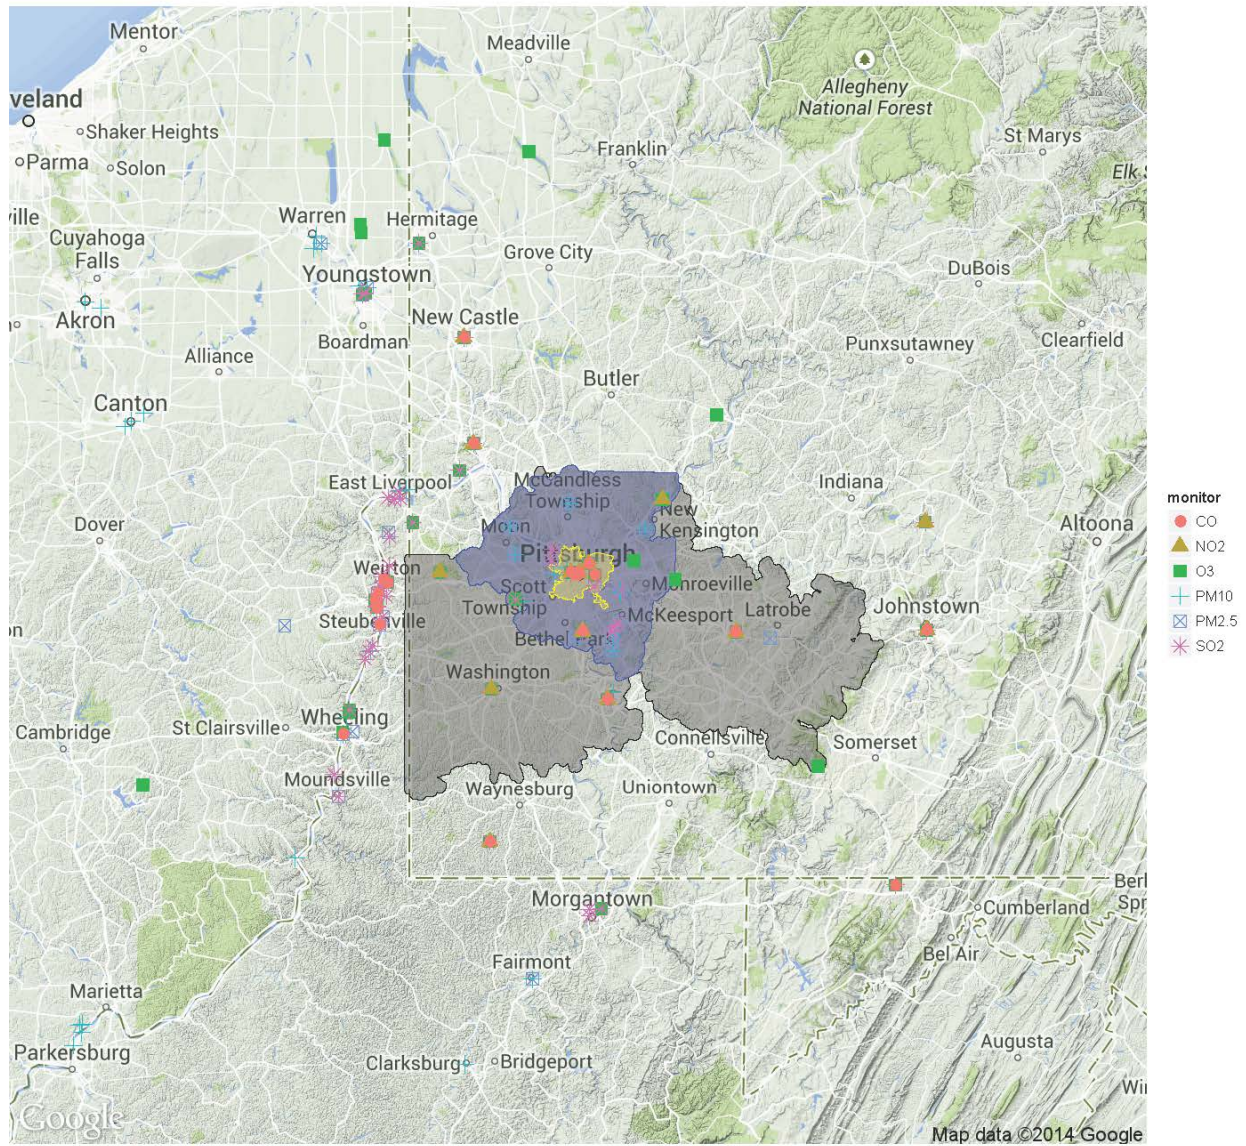 Mentor
Meadville
Allegheny
National Forest
veland
Shaker Heights
St Marys
Parma
Solon
Franklin
Elk S
ville
Warren
Hermitage
Cuyahoga
Falls
Grove City
Youngstown
DuBois
Akron
New Castle
Boardman
Clearfield
Alliance
Punxsutawney
Butler
Canton
East Liverpool
McCandless
Township
Indiana
monitor
CO
NO2
O3
PM10
PM2.5
SO2
Dover
Moon
New
Kensington
Altoona
Pittsburgh
Weirton
Scott
Township
Monroeville
Steubenville
McKeesport
Latrobe
Johnstown
on
Bethel Park
Washington
St Clairsville
Wheeling
Cambridge
Connellsville
Somerset
Moundsville
Waynesburg
Uniontown
Berl
Spr
Morgantown
Cumberland
Bel Air
Fairmont
Marietta
Parkersburg
Clarksburg
Bridgeport
Augusta
Wi
Google
Map data ©2014 Google